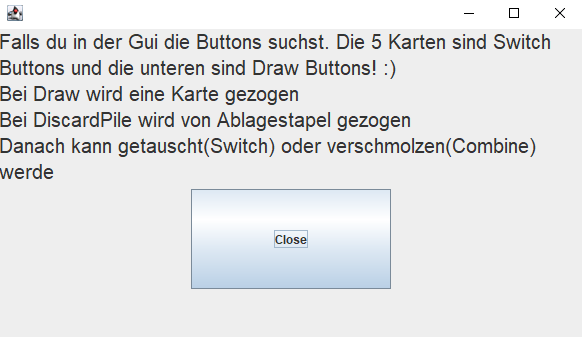 Falls du in der Gui die Buttons suchst. Die 5 Karten sind Switch
Buttons und die unteren sind Draw Buttons! :)
Bei Draw wird eine Karte gezogen
Bei DiscardPile wird von Ablagestapel gezogen
Danach kann getauscht(Switch) oder verschmolzen(Combine)
werde
Close